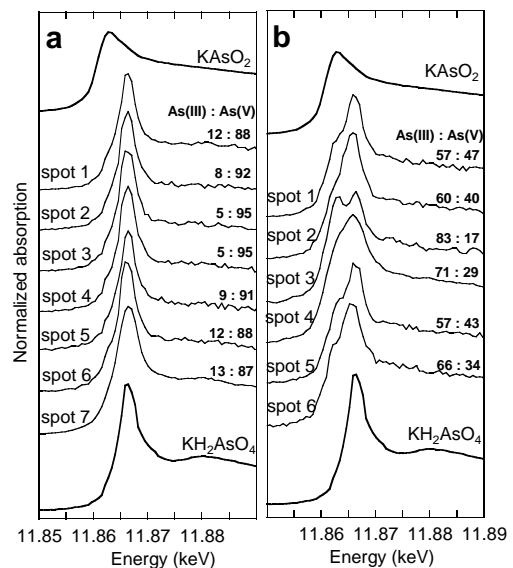 a
KAsO2
As(III) : As(V)
12 : 88
spot 1
8 : 92
spot 2
5 : 95
spot 3
5 : 95
spot 4
9 : 91
spot 5
12 : 88
spot 6
13 : 87
spot 7
KH2AsO4
Normalized absorption
11.85 11.86 11.87 11.88
Energy (keV)
b
KAsO2
As(III) : As(V)
57 : 47
spot 1
60 : 40
spot 2
83 : 17
spot 3
71 : 29
spot 4
57 : 43
spot 5
66 : 34
spot 6
KH2AsO4
11.86 11.87 11.88 11.89
Energy (keV)